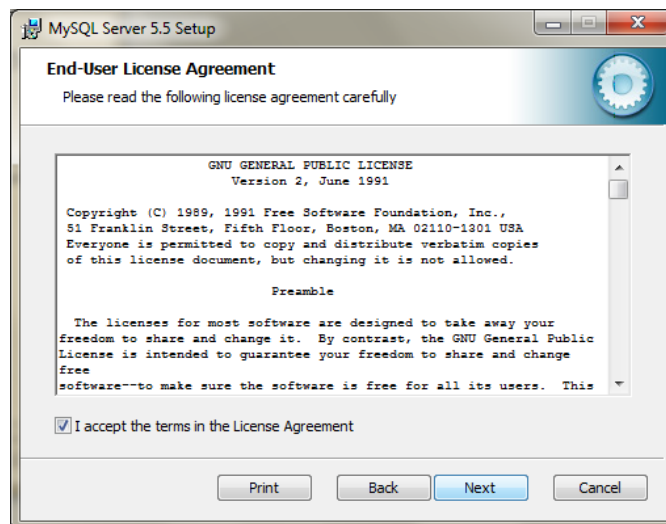 MySQL Server 5.5 Setup
End-User License Agreement
Please read the following license agreement carefully
GNU GENERAL PUBLIC LICENSE
Version 2, June 1991
Copyright (C) 1989, 1991 Free Software Foundation, Inc.,
51 Franklin Street, Fifth Floor, Boston, MA 02110-1301 USA
Everyone is permitted to copy and distribute verbatim copies
of this license document, but changing it is not allowed.
Preamble
The licenses for most software are designed to take away your
freedom to share and change it.  By contrast, the GNU General Public
License is intended to guarantee your freedom to share and change
free
software--to make sure the software is free for all its users.  This
I accept the terms in the License Agreement
Print Back Next Cancel